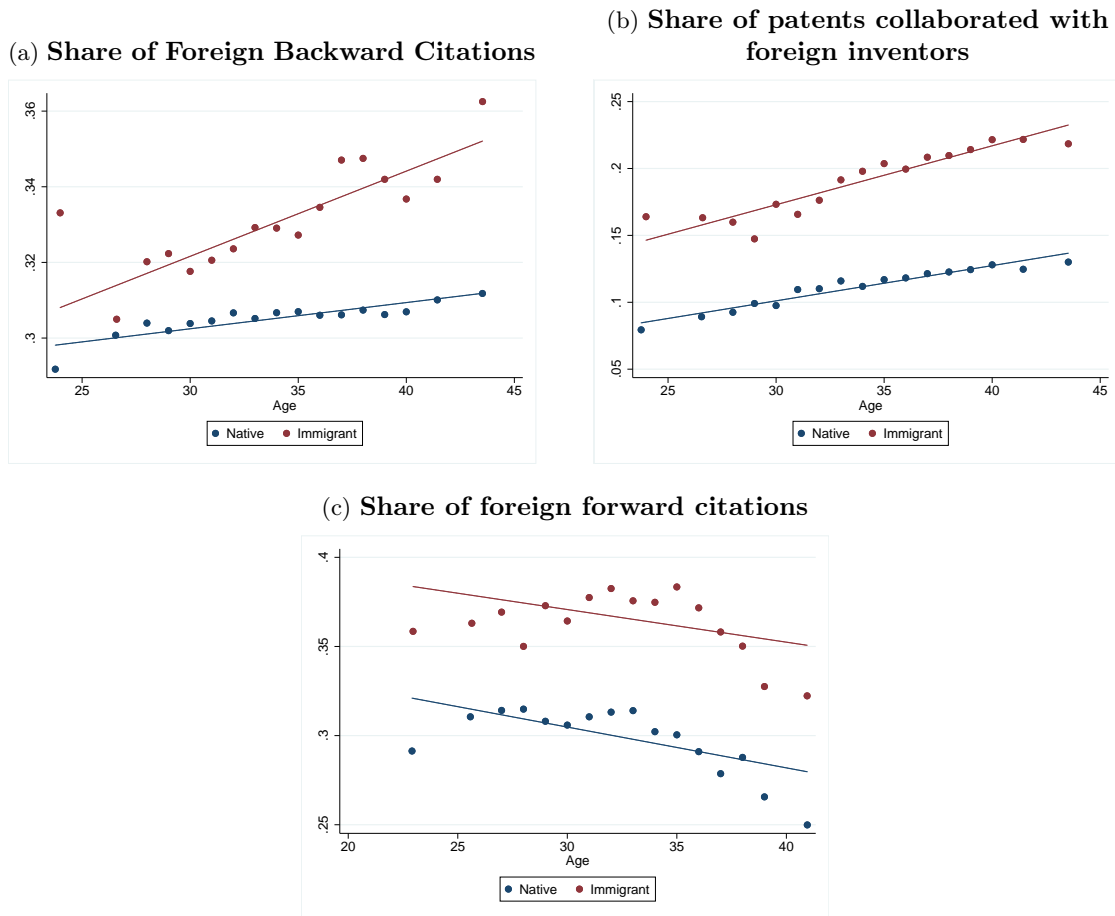 (a) Share of Foreign Backward Citations
.36
.34
.32
.3
25 30 35 40 45
Age
Native Immigrant
(b) Share of patents collaborated with
foreign inventors
.25
.2
.15
.1
.05
25 30 35 40 45
Age
Native Immigrant
(c) Share of foreign forward citations
.4
.35
.3
.25
20 25 30 35 40
Age
Native Immigrant